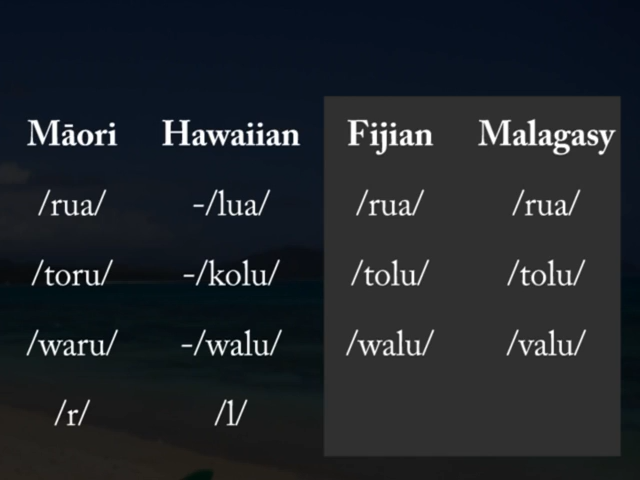 Māori Hawaiian Fijian Malagasy
/rua/ -/lua/ /rua/ /rua/
/toru/ -/kolu/ /tolu/ /tolu/
/waru/ -/walu/ /walu/ /valu/
/r/ /l/